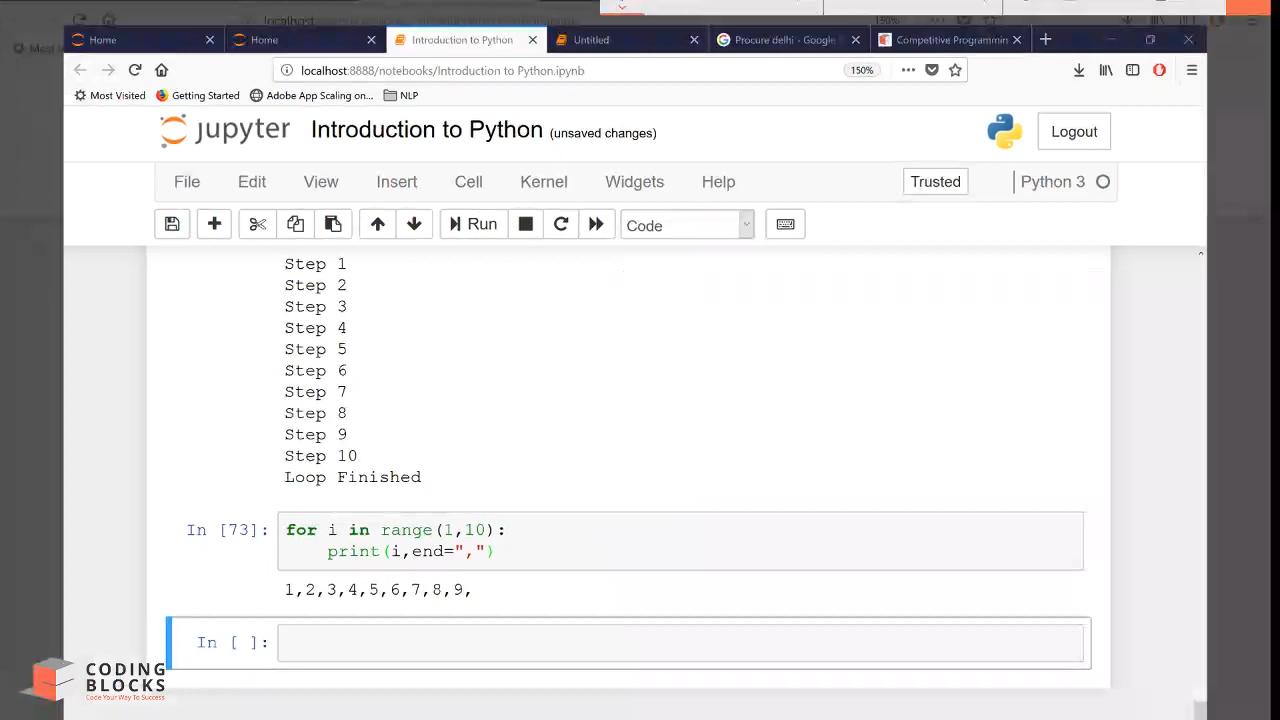 localhost
150%
Home
Home
Introduction to Python
Untitled
Procure delhi - Google
Competitive Programmin
localhost:8888/notebooks/Introduction to Python.ipynb
150%
Most Visited
Getting Started
Adobe App Scaling on...
NLP
jupyter
Introduction to Python (unsaved changes)
Logout
File
Edit
View
Insert
Cell
Kernel
Widgets
Help
Trusted
Python 3
Run
Code
Step 1
Step 2
Step 3
Step 4
Step 5
Step 6
Step 7
Step 8
Step 9
Step 10
Loop Finished
In [73]:
for i in range(1,10):
    print(i,end=",")
1,2,3,4,5,6,7,8,9,
In [ ]:
CODING
BLOCKS
Code Your Way To Success